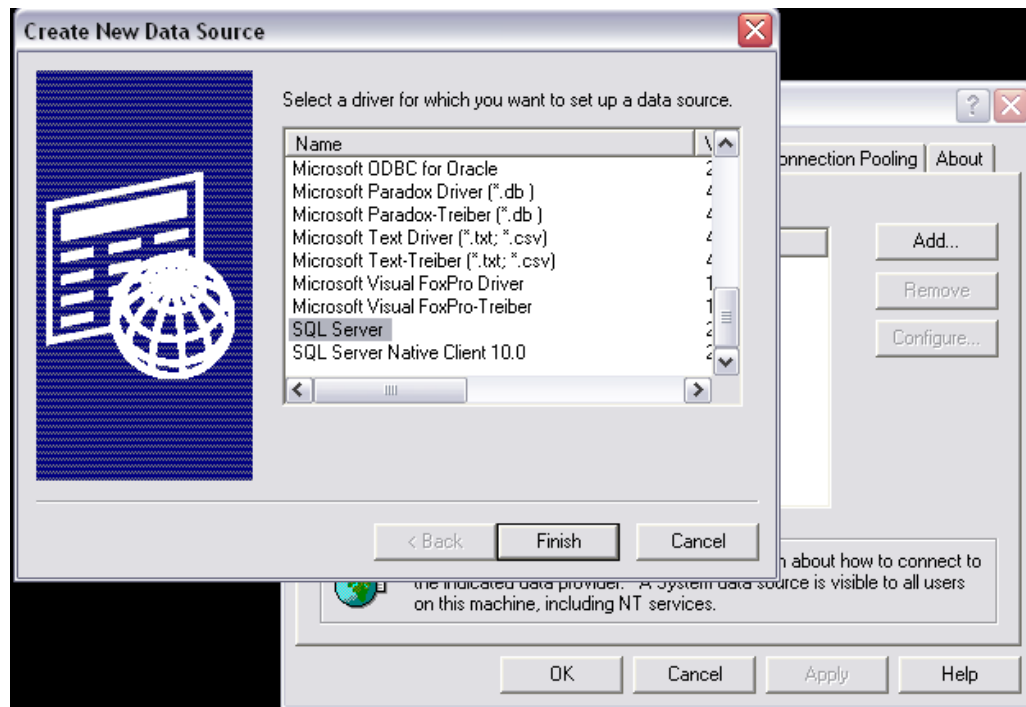 Create New Data Source
Select a driver for which you want to set up a data source.
Name
Microsoft ODBC for Oracle
Microsoft Paradox Driver (*.db )
Microsoft Paradox-Treiber (*.db )
Microsoft Text Driver (*.txt; *.csv)
Microsoft Text-Treiber (*.txt; *.csv)
Microsoft Visual FoxPro Driver
Microsoft Visual FoxPro-Treiber
SQL Server
SQL Server Native Client 10.0
< Back
Finish
Cancel
Pooling
About
Add...
Remove
Configure...
about how to connect to
the indicated data provider. A System data source is visible to all users
on this machine, including NT services.
OK
Cancel
Apply
Help